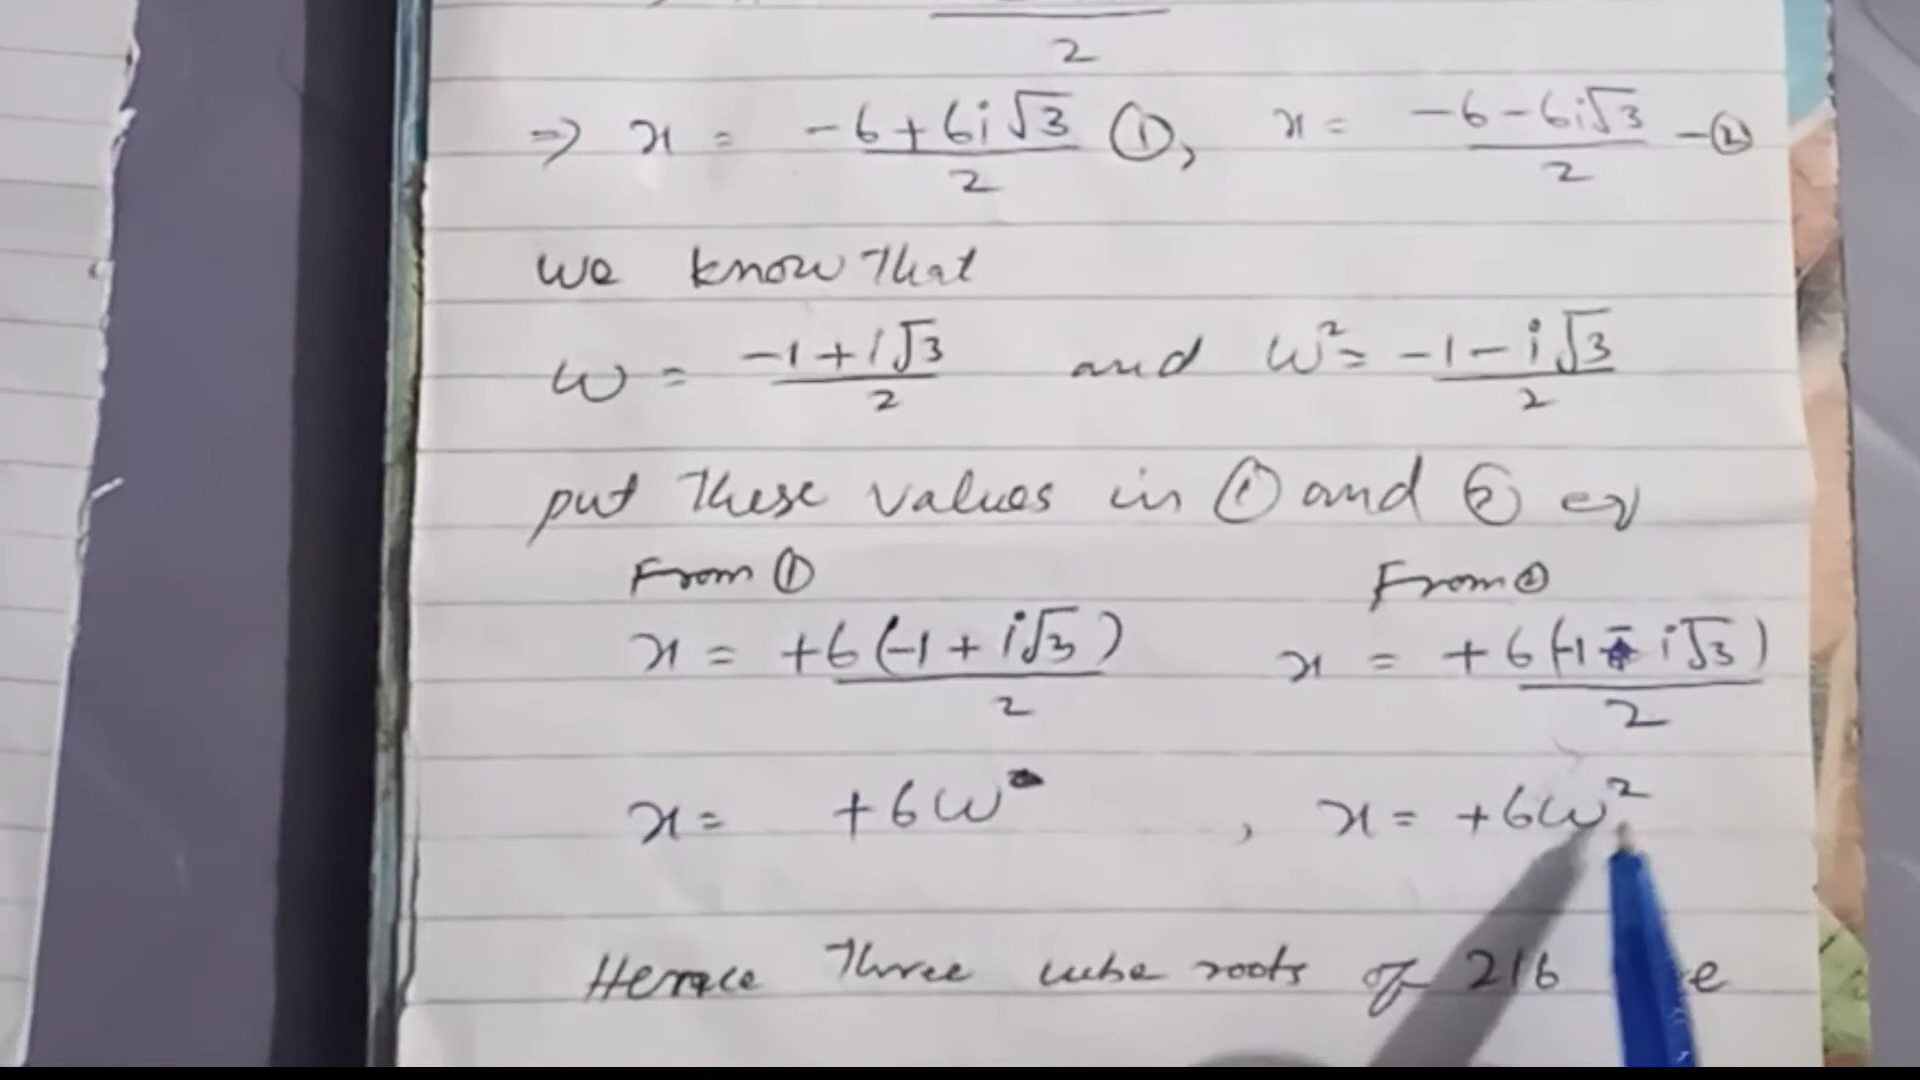 2
⇒ x = (-6+6i√3)/2 ①, x = (-6-6i√3)/2 -②
we know that
ω = (-1+i√3)/2 and ω² = (-1-i√3)/2
put these values in ① and ② eq
From ① From ②
x = +6(-1+i√3)/2 x = +6(-1-i√3)/2
x = +6ω , x = +6ω²
Hence Three cube roots of 216